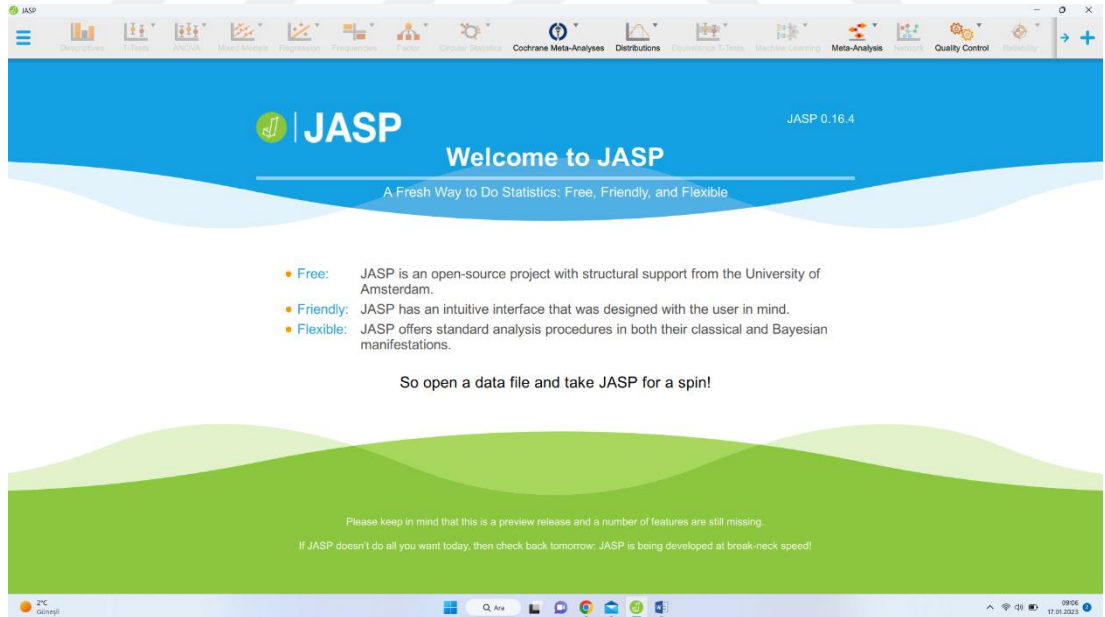 JASP
Descriptives T-Tests ANOVA Mixed Models Regression Frequencies Factor Circular Statistics Cochrane Meta-Analyses Distributions Equivalence T-Tests Machine Learning Meta-Analysis Network Quality Control Reliability
JASP
JASP 0.16.4
Welcome to JASP
A Fresh Way to Do Statistics: Free, Friendly, and Flexible
• Free: JASP is an open-source project with structural support from the University of
Amsterdam.
• Friendly: JASP has an intuitive interface that was designed with the user in mind.
• Flexible: JASP offers standard analysis procedures in both their classical and Bayesian
manifestations.
So open a data file and take JASP for a spin!
Please keep in mind that this is a preview release and a number of features are still missing.
If JASP doesn't do all you want today, then check back tomorrow: JASP is being developed at break-neck speed!
2°C
Güneşli
Ara
09:06
17.01.2023